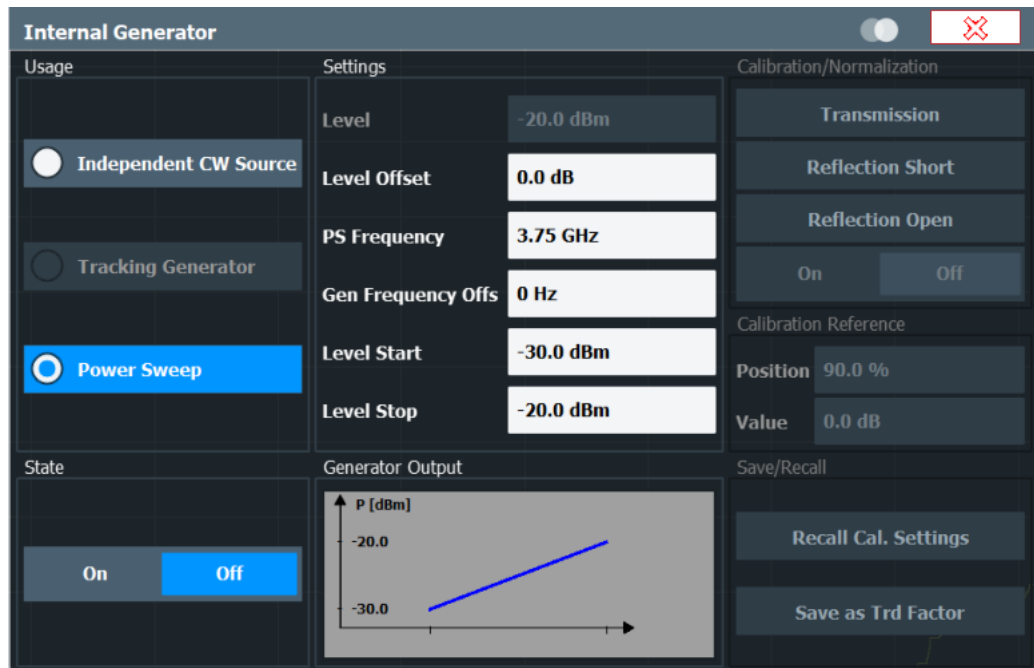 Internal Generator
Usage
Independent CW Source
Tracking Generator
Power Sweep
Settings
Level -20.0 dBm
Level Offset 0.0 dB
PS Frequency 3.75 GHz
Gen Frequency Offs 0 Hz
Level Start -30.0 dBm
Level Stop -20.0 dBm
Calibration/Normalization
Transmission
Reflection Short
Reflection Open
On Off
Calibration Reference
Position 90.0 %
Value 0.0 dB
State
On Off
Generator Output
P [dBm]
-20.0
-30.0
Save/Recall
Recall Cal. Settings
Save as Trd Factor